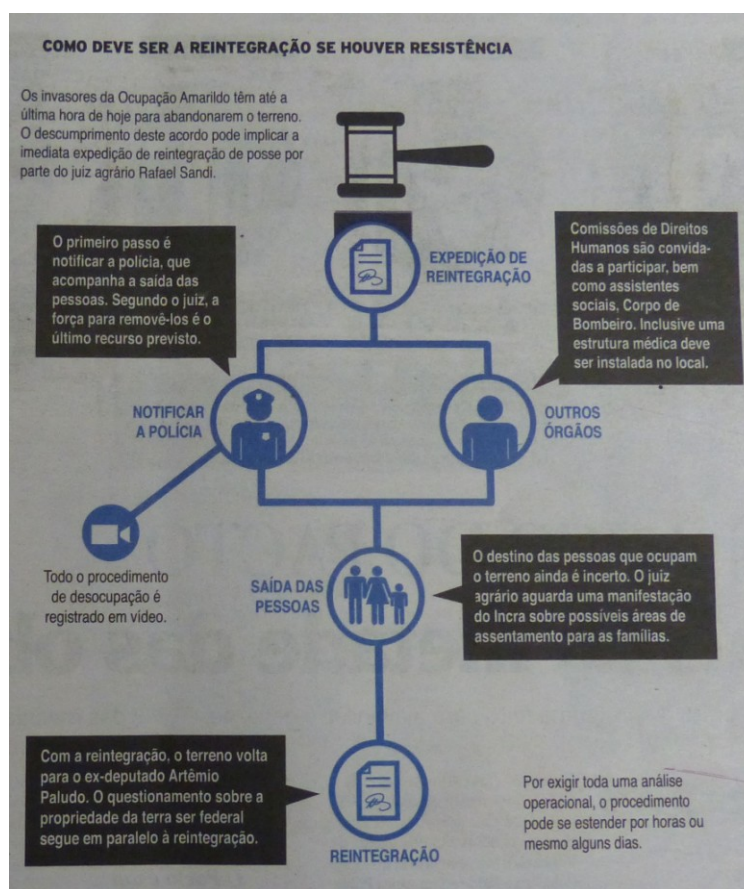 COMO DEVE SER A REINTEGRAÇÃO SE HOUVER RESISTÊNCIA
Os invasores da Ocupação Amarildo têm até a
última hora de hoje para abandonarem o terreno.
O descumprimento deste acordo pode implicar a
imediata expedição de reintegração de posse por
parte do juiz agrário Rafael Sandi.
EXPEDIÇÃO DE
REINTEGRAÇÃO
O primeiro passo é
notificar a polícia, que
acompanha a saída das
pessoas. Segundo o juiz, a
força para removê-los é o
último recurso previsto.
Comissões de Direitos
Humanos são convida-
das a participar, bem
como assistentes
sociais, Corpo de
Bombeiro. Inclusive uma
estrutura médica deve
ser instalada no local.
NOTIFICAR
A POLÍCIA
OUTROS
ÓRGÃOS
Todo o procedimento
de desocupação é
registrado em vídeo.
SAÍDA DAS
PESSOAS
O destino das pessoas que ocupam
o terreno ainda é incerto. O juiz
agrário aguarda uma manifestação
do Incra sobre possíveis áreas de
assentamento para as famílias.
Com a reintegração, o terreno volta
para o ex-deputado Artêmio
Paludo. O questionamento sobre a
propriedade da terra ser federal
segue em paralelo à reintegração.
REINTEGRAÇÃO
Por exigir toda uma análise
operacional, o procedimento
pode se estender por horas ou
mesmo alguns dias.